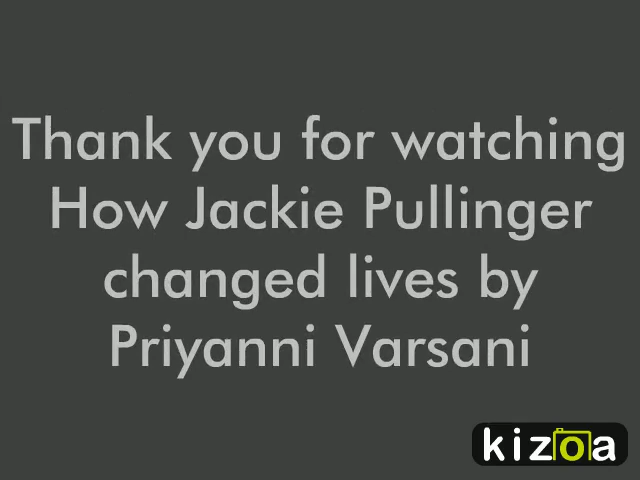 Thank you for watching
How Jackie Pullinger
changed lives by
Priyanni Varsani
kizoa